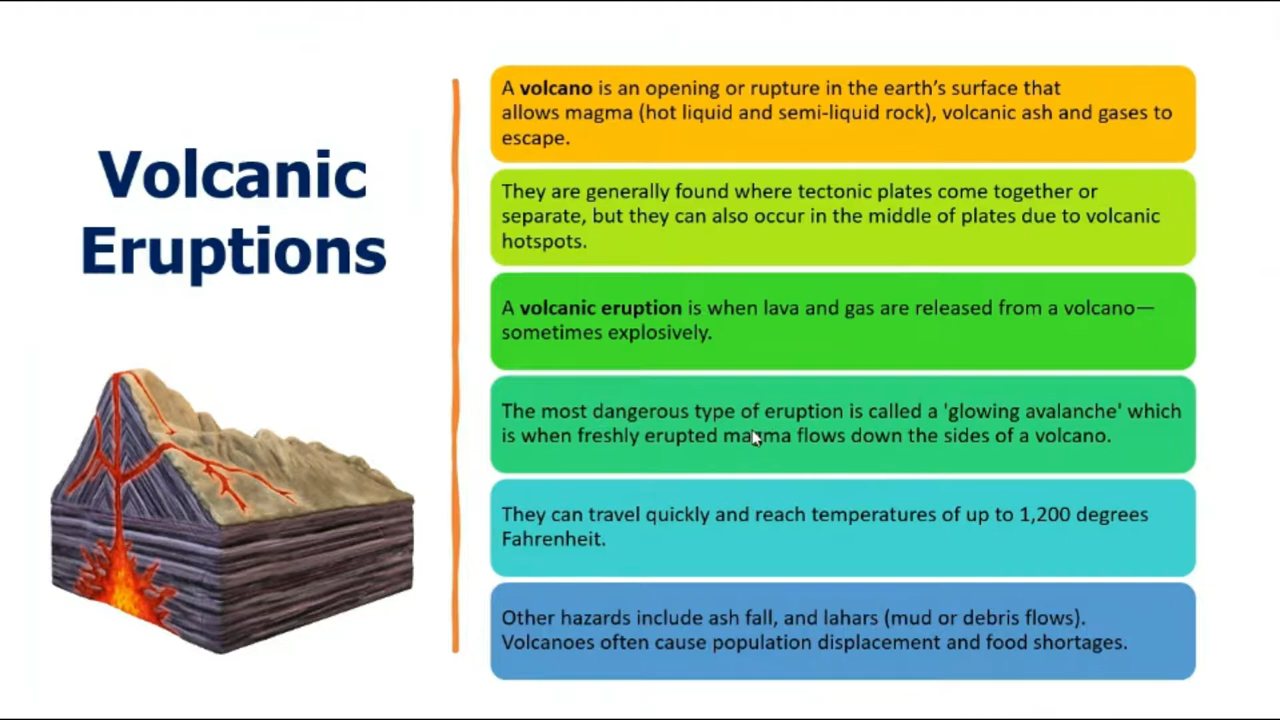 Volcanic
Eruptions
A volcano is an opening or rupture in the earth’s surface that
allows magma (hot liquid and semi-liquid rock), volcanic ash and gases to
escape.
They are generally found where tectonic plates come together or
separate, but they can also occur in the middle of plates due to volcanic
hotspots.
A volcanic eruption is when lava and gas are released from a volcano—
sometimes explosively.
The most dangerous type of eruption is called a 'glowing avalanche' which
is when freshly erupted magma flows down the sides of a volcano.
They can travel quickly and reach temperatures of up to 1,200 degrees
Fahrenheit.
Other hazards include ash fall, and lahars (mud or debris flows).
Volcanoes often cause population displacement and food shortages.